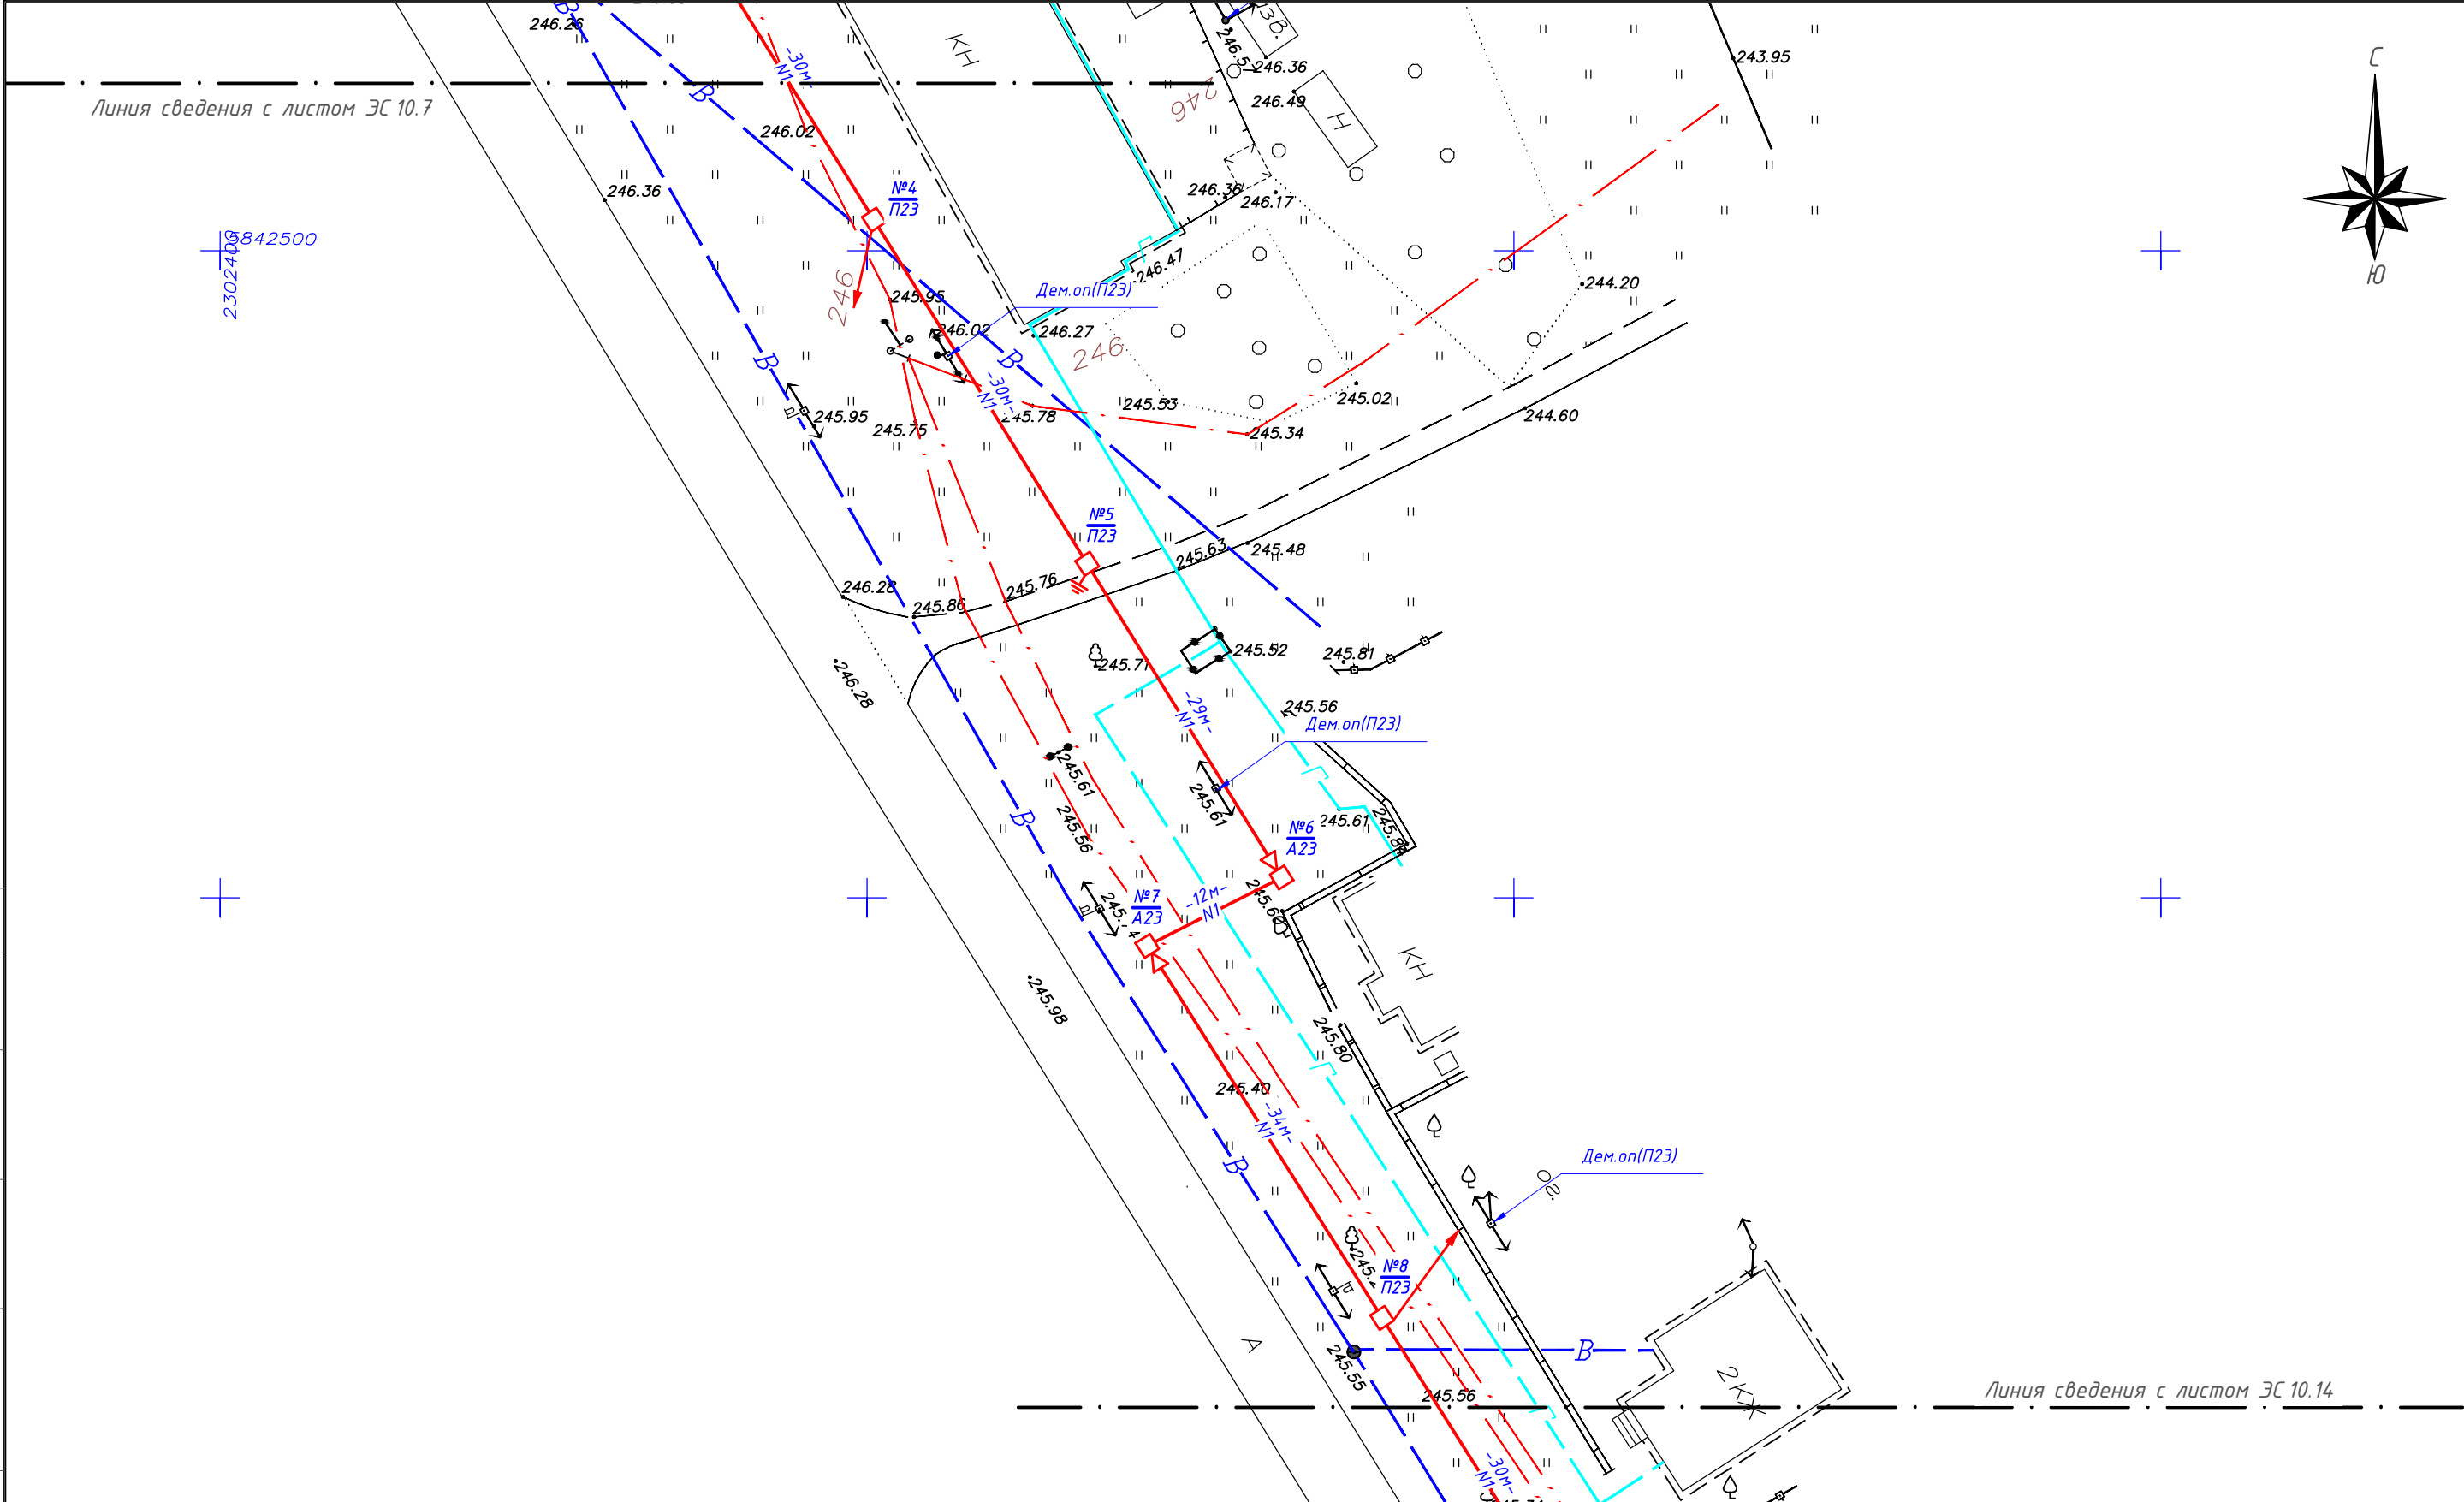 246.26
-30м-
N1
КН
зв.
246.5
246.36
243.95
С
Линия сведения с листом ЭС 10.7
В
В
246.49
246
Н
246.02
246.36
№4
П23
246.36
246.17
5842500
2302400
Ю
246.47
246
245.95
Дем.оп(П23)
244.20
246.02
246.27
246
В
В
-30м-
N1
245.95
245.75
245.78
245.53
245.02
244.60
245.34
№5
П23
245.63
245.48
246.28
245.86
245.76
245.71
245.52
245.81
246.28
-29м-
N1
245.56
Дем.оп(П23)
245.61
245.61
245.56
В
245.61
№6
А23
№7
А23
-12м-
N1
245.60
КН
245.98
245.80
245.40
-34м-
N1
В
Дем.оп(П23)
ог.
№8
П23
А
245.55
В
245.56
2КЖ
Линия сведения с листом ЭС 10.14
-30м-
N1